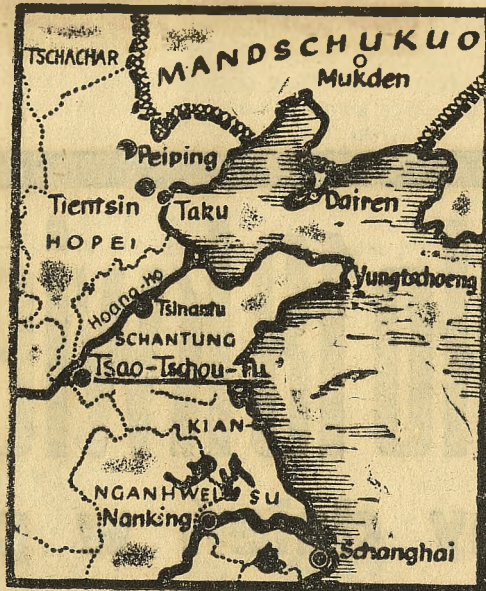 MANDSCHUKUO
TSCHACHAR
Mukden
Peiping
Tientsin
Taku
Dairen
HOPEI
Yungtschoeng
Hoang-Ho
Tsinanfu
SCHANTUNG
Tsao-Tschou-Fu
KIAN-
NGANHWEI
SU
Nanking
Schanghai